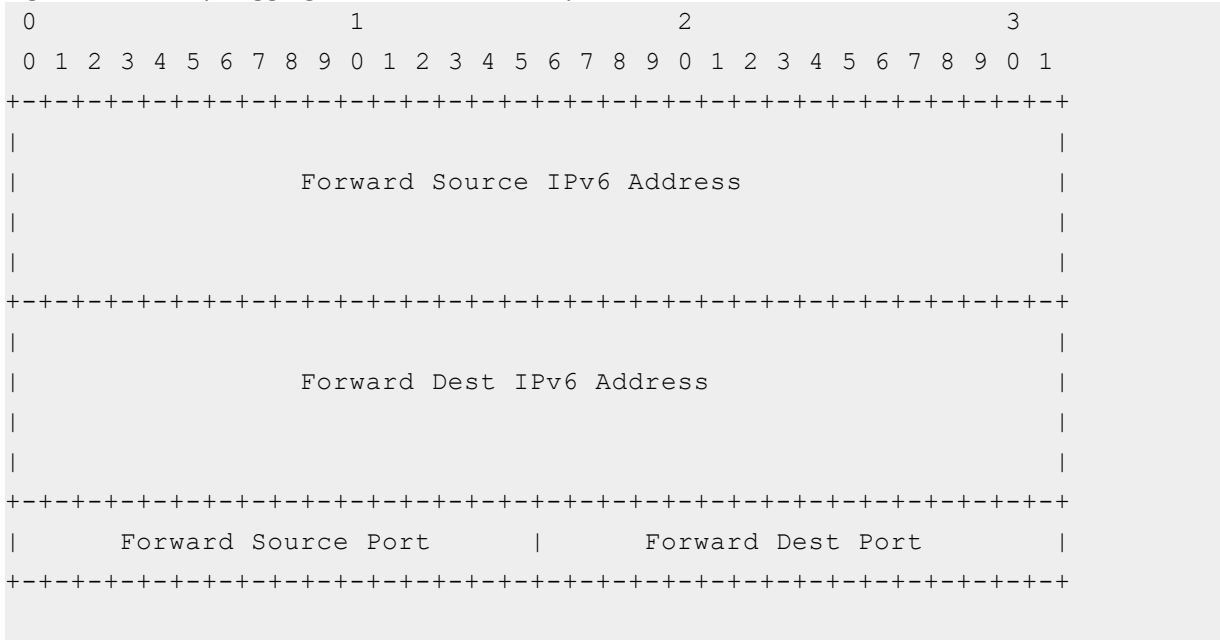 0                   1                   2                   3
 0 1 2 3 4 5 6 7 8 9 0 1 2 3 4 5 6 7 8 9 0 1 2 3 4 5 6 7 8 9 0 1
+-+-+-+-+-+-+-+-+-+-+-+-+-+-+-+-+-+-+-+-+-+-+-+-+-+-+-+-+-+-+-+-+
|                                                               |
|                 Forward Source IPv6 Address                   |
|                                                               |
|                                                               |
+-+-+-+-+-+-+-+-+-+-+-+-+-+-+-+-+-+-+-+-+-+-+-+-+-+-+-+-+-+-+-+-+
|                                                               |
|                 Forward Dest IPv6 Address                     |
|                                                               |
|                                                               |
+-+-+-+-+-+-+-+-+-+-+-+-+-+-+-+-+-+-+-+-+-+-+-+-+-+-+-+-+-+-+-+-+
|      Forward Source Port      |      Forward Dest Port        |
+-+-+-+-+-+-+-+-+-+-+-+-+-+-+-+-+-+-+-+-+-+-+-+-+-+-+-+-+-+-+-+-+